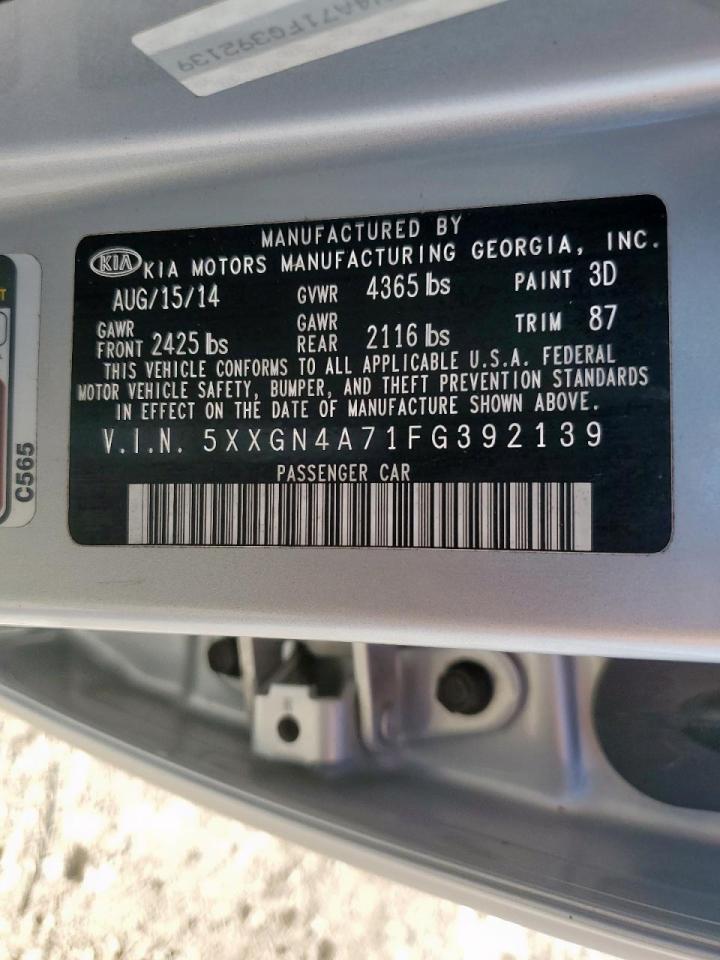 4A71FG392139
MANUFACTURED BY
KIA KIA MOTORS MANUFACTURING GEORGIA, INC.
AUG/15/14 GVWR 4365 lbs PAINT 3D
GAWR FRONT 2425 lbs GAWR REAR 2116 lbs TRIM 87
THIS VEHICLE CONFORMS TO ALL APPLICABLE U.S.A. FEDERAL
MOTOR VEHICLE SAFETY, BUMPER, AND THEFT PREVENTION STANDARDS
IN EFFECT ON THE DATE OF MANUFACTURE SHOWN ABOVE.
V.I.N. 5XXGN4A71FG392139
PASSENGER CAR
C565